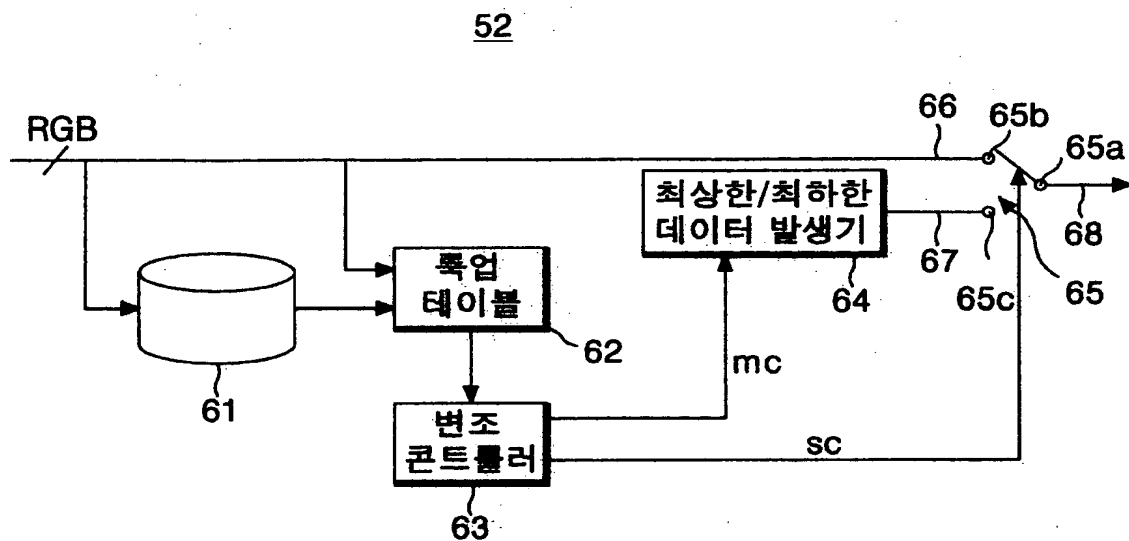 52
RGB
66
65b
65a
최상한/최하한
데이터 발생기
67
68
64
65c
65
룩업
테이블
62
61
mc
변조
콘트롤러
sc
63